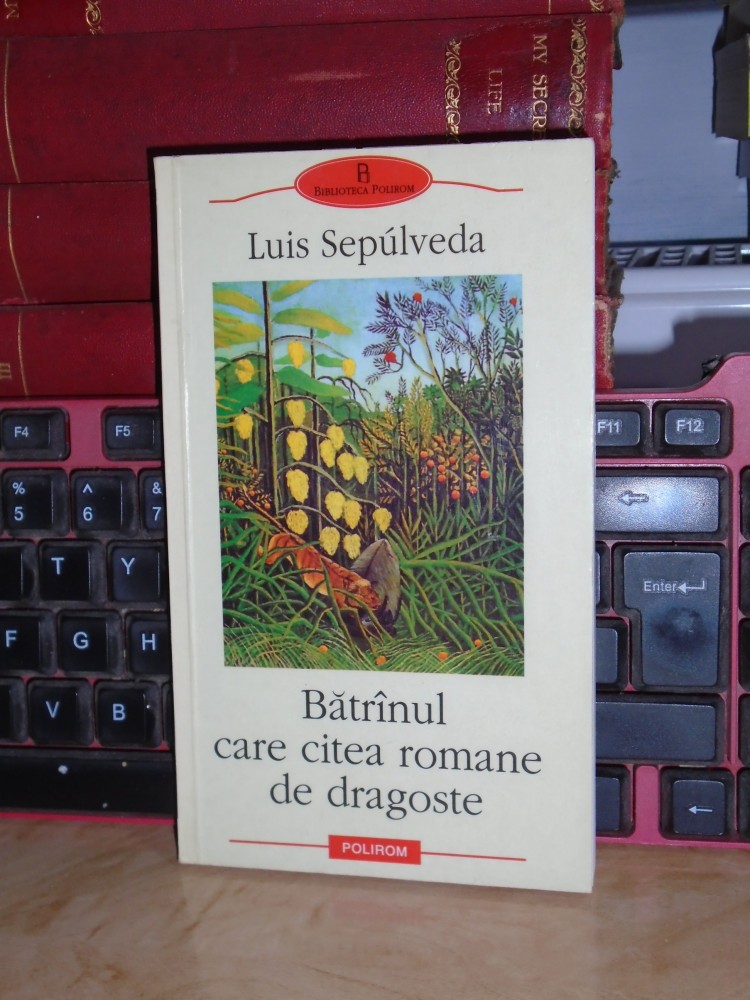 MY SECRET
LIFE
B
BIBLIOTECA POLIROM
Luis Sepúlveda
Bătrînul
care citea romane
de dragoste
POLIROM
F4
F5
F11
F12
%
5
^
6
&
7
T
Y
Enter
F
G
H
V
B